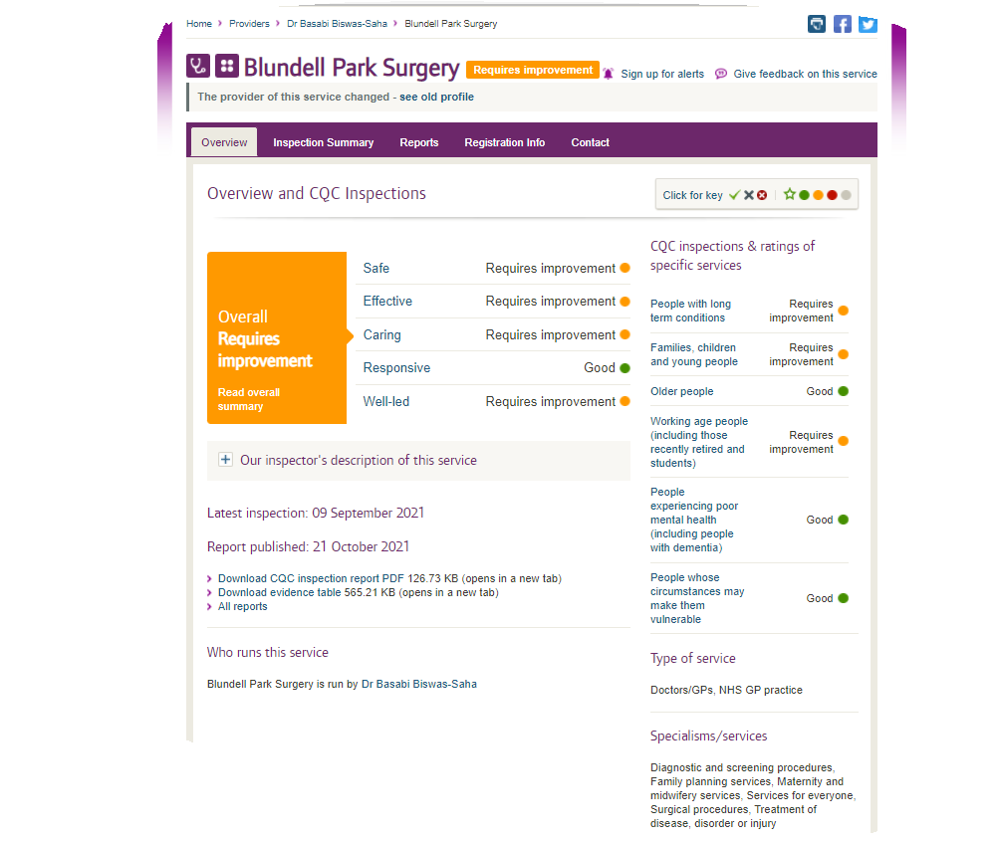 Home › Providers › Dr Basabi Biswas-Saha › Blundell Park Surgery
Blundell Park Surgery Requires improvement Sign up for alerts Give feedback on this service
The provider of this service changed - see old profile
Overview Inspection Summary Reports Registration Info Contact
Overview and CQC Inspections
Click for key
Overall
Requires
improvement
Read overall
summary
Safe Requires improvement
Effective Requires improvement
Caring Requires improvement
Responsive Good
Well-led Requires improvement
Our inspector's description of this service
Latest inspection: 09 September 2021
Report published: 21 October 2021
Download CQC inspection report PDF 126.73 KB (opens in a new tab)
Download evidence table 565.21 KB (opens in a new tab)
All reports
Who runs this service
Blundell Park Surgery is run by Dr Basabi Biswas-Saha
CQC inspections & ratings of
specific services
People with long
term conditions
Requires
improvement
Families, children
and young people
Requires
improvement
Older people Good
Working age people
(including those
recently retired and
students)
Requires
improvement
People
experiencing poor
mental health
(including people
with dementia)
Good
People whose
circumstances may
make them
vulnerable
Good
Type of service
Doctors/GPs, NHS GP practice
Specialisms/services
Diagnostic and screening procedures,
Family planning services, Maternity and
midwifery services, Services for everyone,
Surgical procedures, Treatment of
disease, disorder or injury